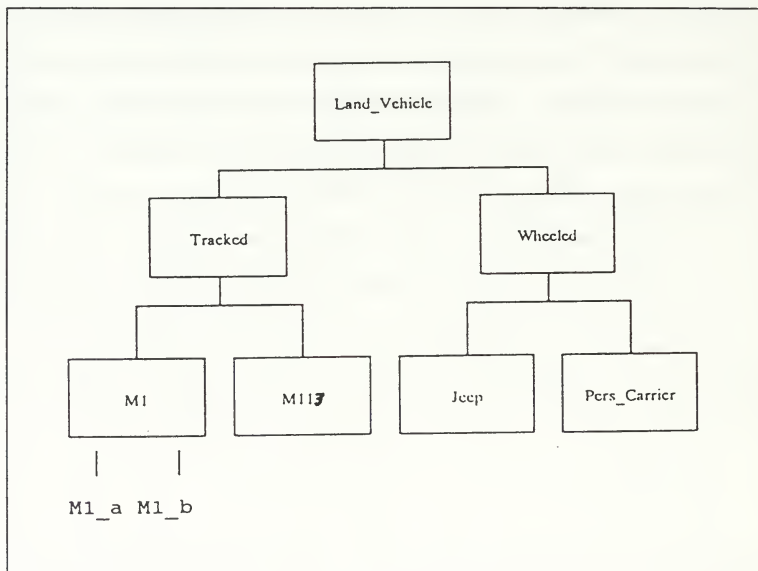 Land_Vehicle
Tracked
Wheeled
M1
M113
Jeep
Pers_Carrier
M1_a M1_b